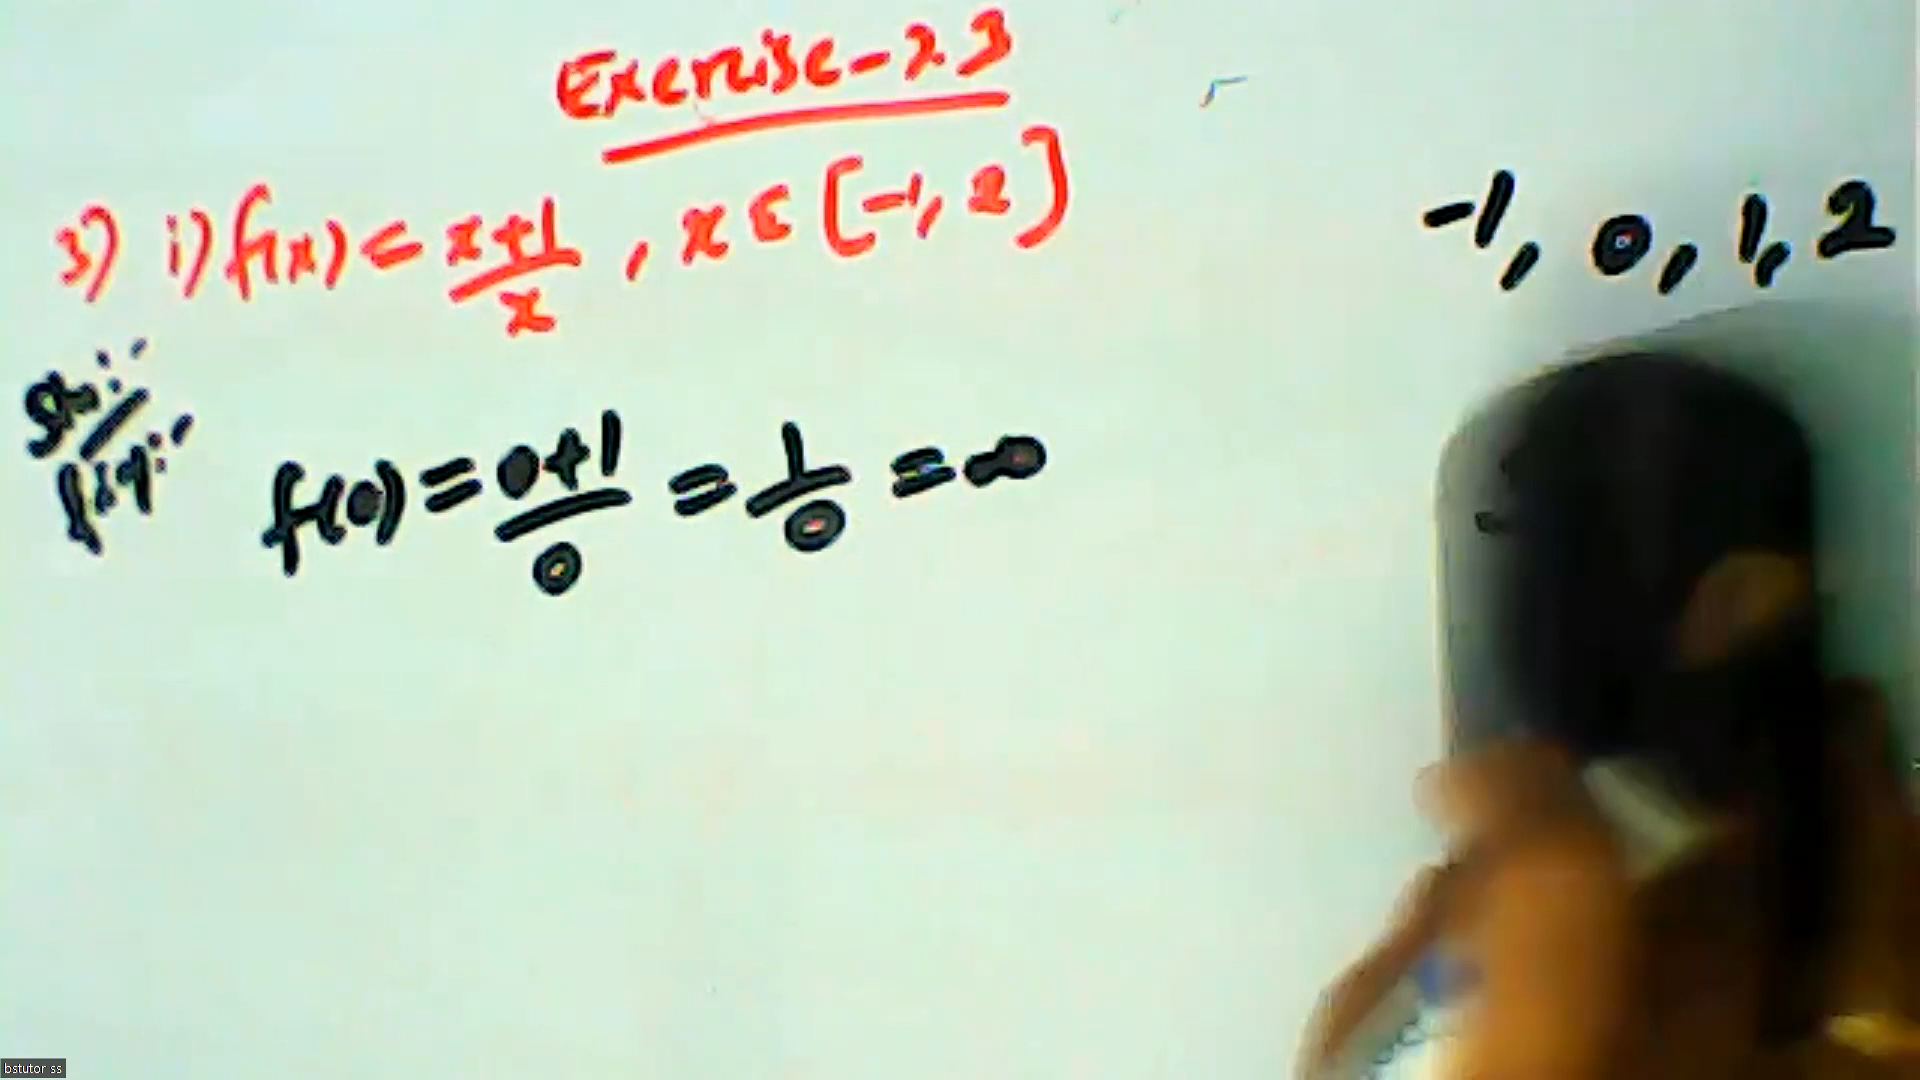 Exercise-2.3
3) i) f(x) = x+1/x , x ∈ [-1, 2]
-1, 0, 1, 2
f(0) = 0+1/0 = 1/0 = ∞
bstutor ss